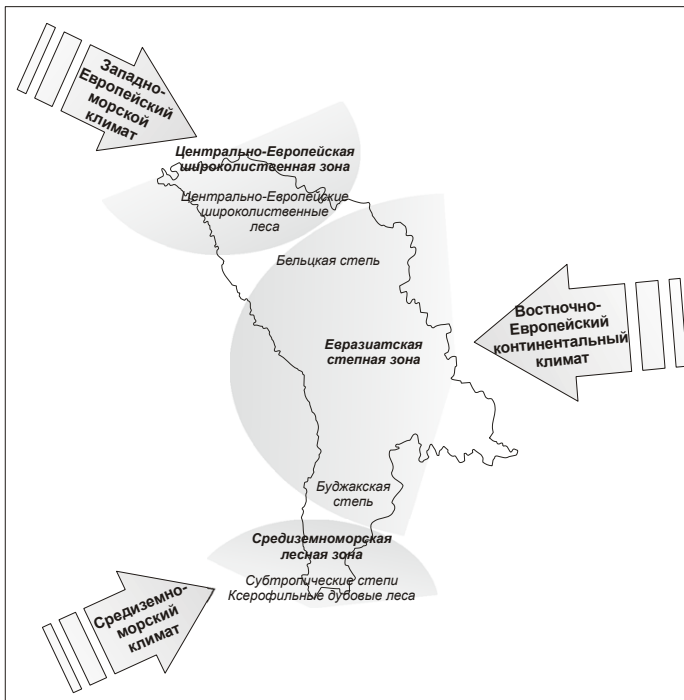 Западно-
Европейский
морской
климат
Центрально-Европейская
широколиственная зона
Центрально-Европейские
широколиственные
леса
Бельцкая степь
Востночно-
Европейский
континентальный
климат
Евразиатская
степная зона
Буджакская
степь
Средиземноморская
лесная зона
Субтропические степи
Ксерофильные дубовые леса
Средиземно-
морский
климат